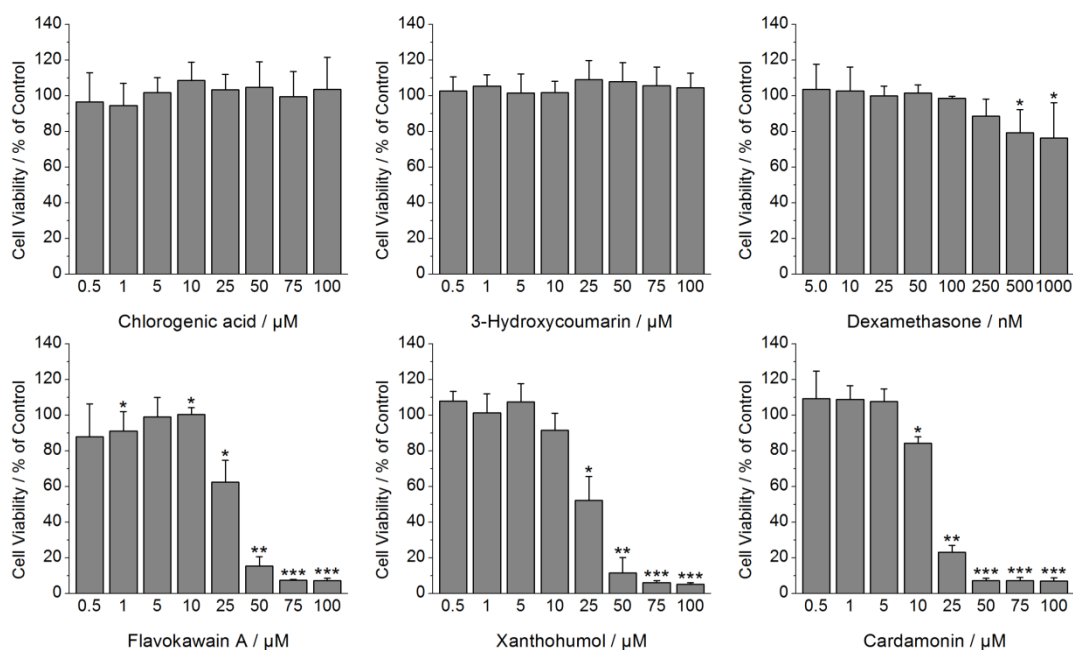 Cell Viability / % of Control
140
120
100
80
60
40
20
0
0.5 1 5 10 25 50 75 100
Chlorogenic acid / µM
Cell Viability / % of Control
140
120
100
80
60
40
20
0
0.5 1 5 10 25 50 75 100
3-Hydroxycoumarin / µM
Cell Viability / % of Control
140
120
100
80
60
40
20
0
* *
5.0 10 25 50 100 250 500 1000
Dexamethasone / nM
Cell Viability / % of Control
140
120
100
80
60
40
20
0
* * * ** *** ***
0.5 1 5 10 25 50 75 100
Flavokawain A / µM
Cell Viability / % of Control
140
120
100
80
60
40
20
0
* ** *** ***
0.5 1 5 10 25 50 75 100
Xanthohumol / µM
Cell Viability / % of Control
140
120
100
80
60
40
20
0
* ** *** *** ***
0.5 1 5 10 25 50 75 100
Cardamonin / µM